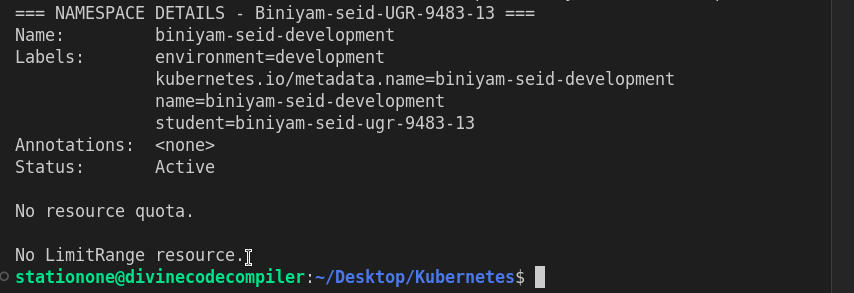 === NAMESPACE DETAILS - Biniyam-seid-UGR-9483-13 ===
Name:         biniyam-seid-development
Labels:       environment=development
              kubernetes.io/metadata.name=biniyam-seid-development
              name=biniyam-seid-development
              student=biniyam-seid-ugr-9483-13
Annotations:  <none>
Status:       Active
No resource quota.
No LimitRange resource.
stationone@divinecodecompiler:~/Desktop/Kubernetes$